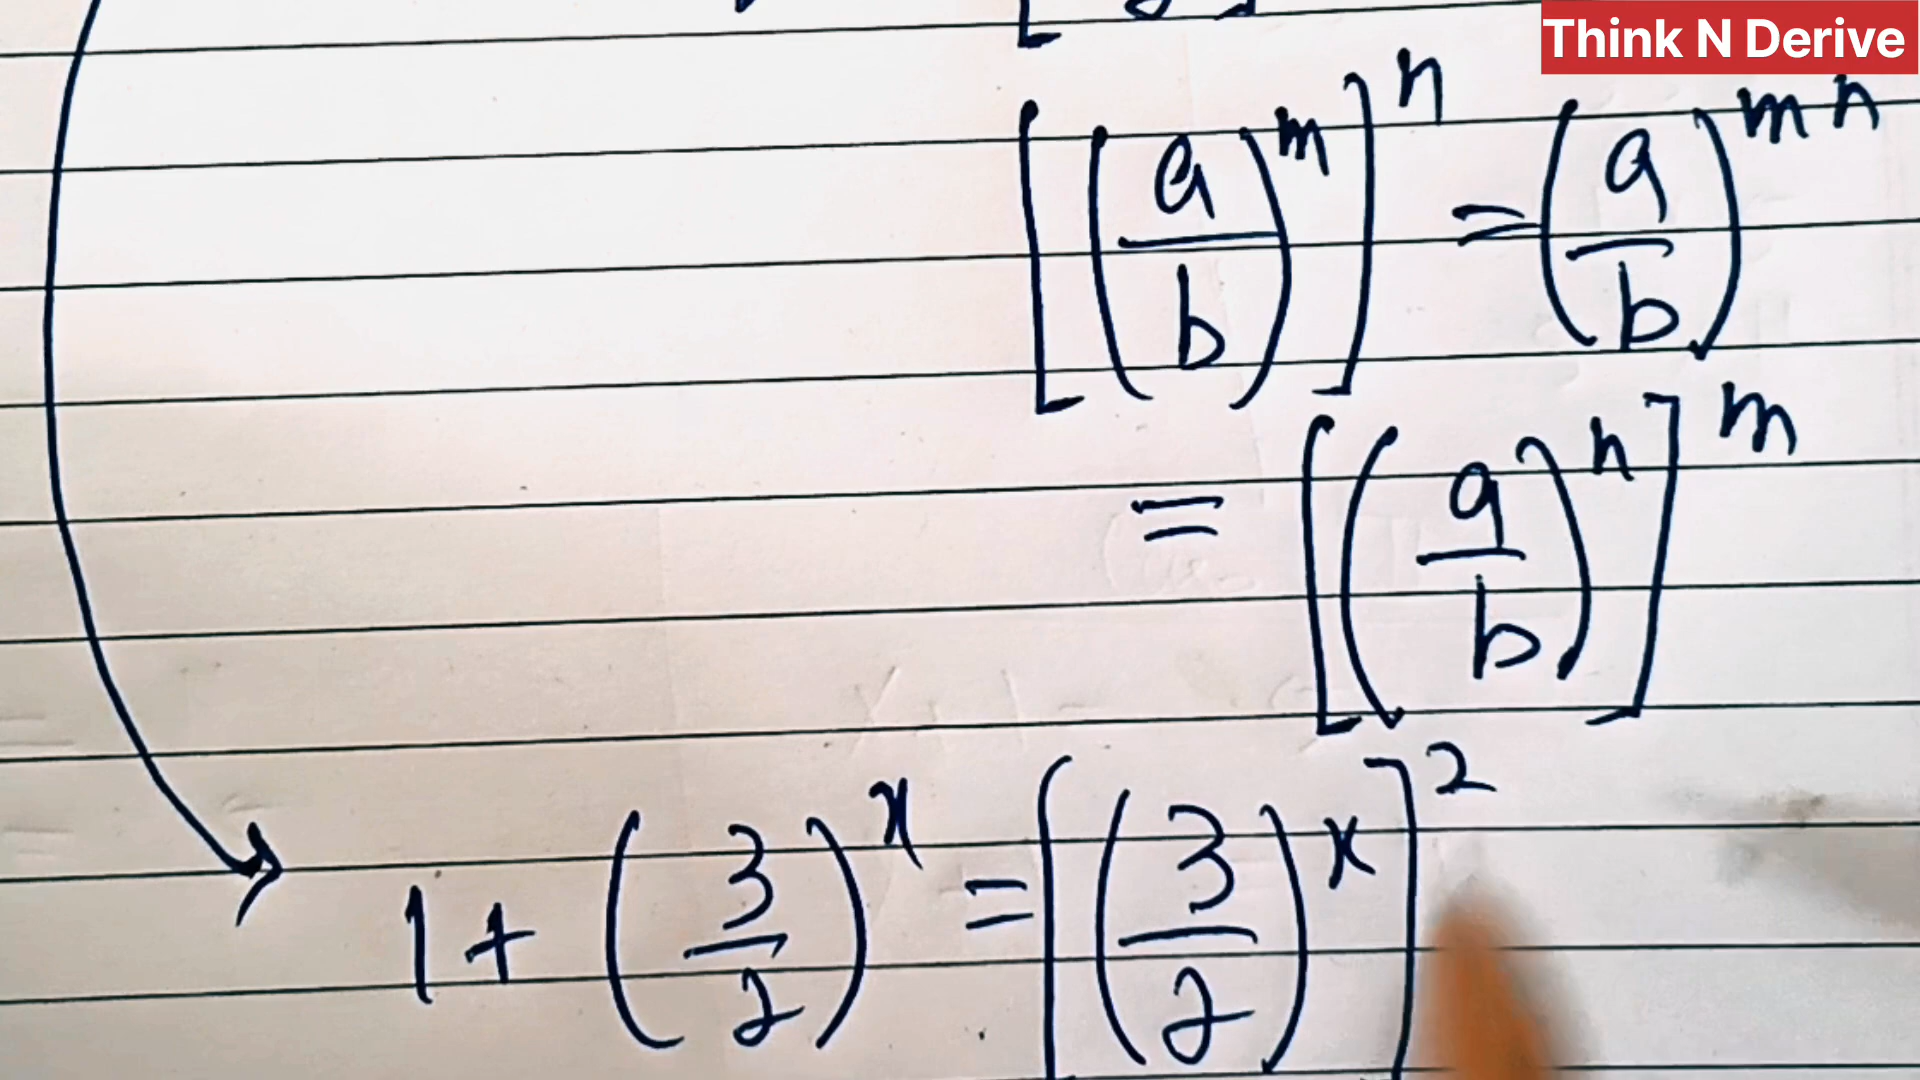 Think N Derive
[(a/b)^m]^n = (a/b)^mn
= [(a/b)^n]^m
1 + (3/2)^x = [(3/2)^x]^2